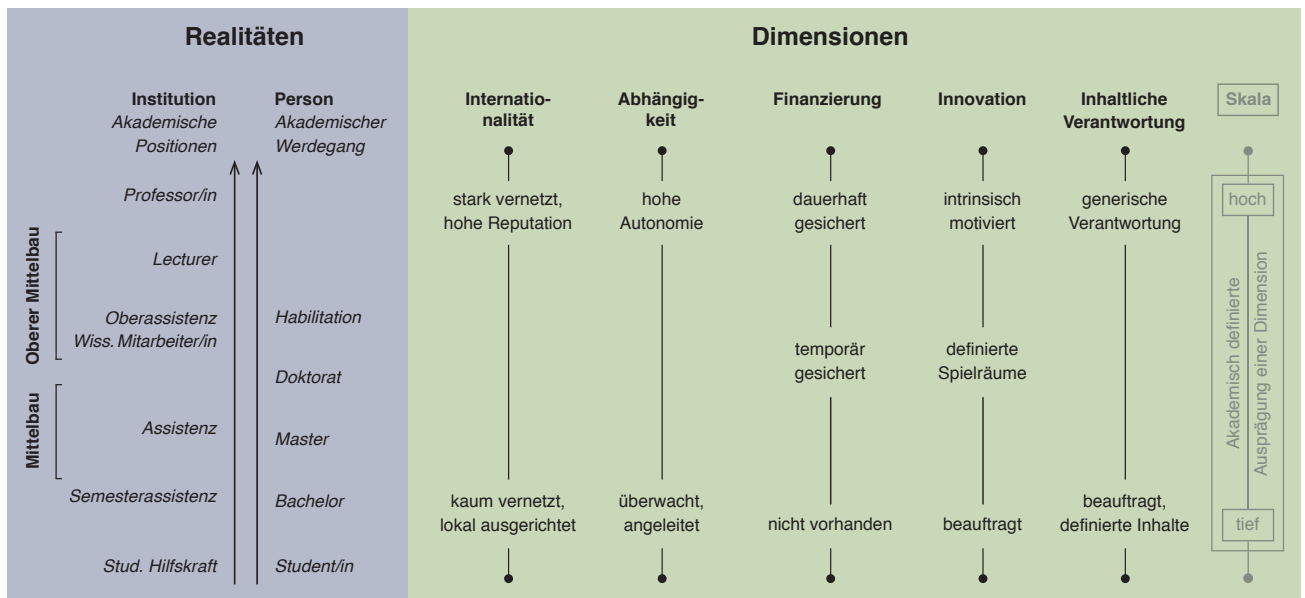 Realitäten
Dimensionen
Institution
Akademische
Positionen
Person
Akademischer
Werdegang
Internatio-
nalität
Abhängig-
keit
Finanzierung
Innovation
Inhaltliche
Verantwortung
Skala
Oberer Mittelbau
Mittelbau
Professor/in
Lecturer
Oberassistenz
Wiss. Mitarbeiter/in
Assistenz
Semesterassistenz
Stud. Hilfskraft
Habilitation
Doktorat
Master
Bachelor
Student/in
stark vernetzt,
hohe Reputation
kaum vernetzt,
lokal ausgerichtet
hohe
Autonomie
überwacht,
angeleitet
dauerhaft
gesichert
temporär
gesichert
nicht vorhanden
intrinsisch
motiviert
definierte
Spielräume
beauftragt
generische
Verantwortung
beauftragt,
definierte Inhalte
hoch
Akademisch definierte
Ausprägung einer Dimension
tief